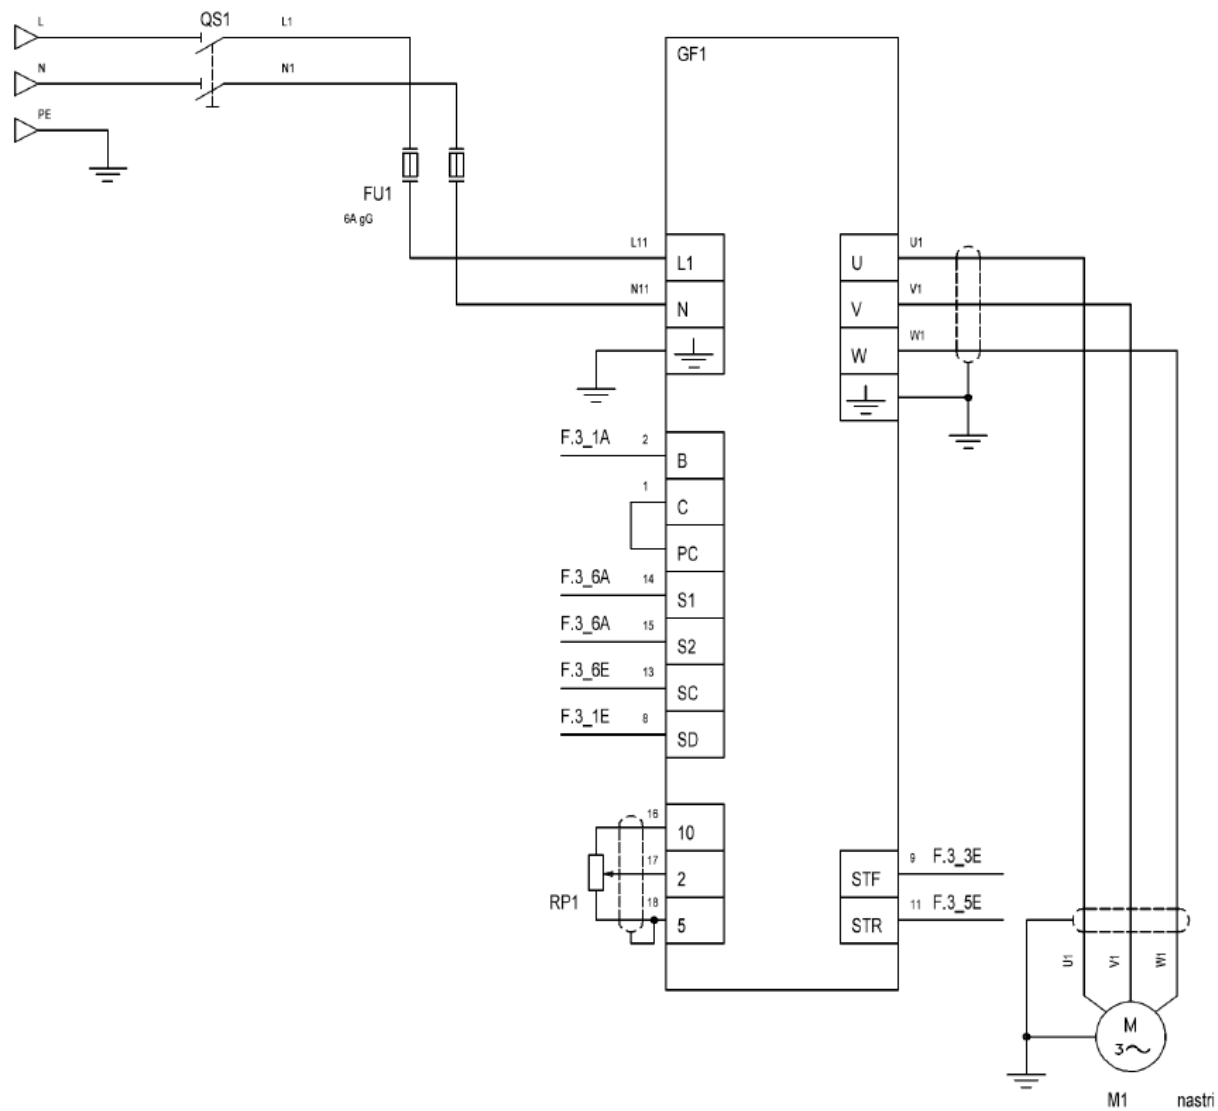 L QS1 L1
N N1
PE
FU1
6A gG
GF1
L11 L1
N11 N
U U1
V V1
W W1
F.3_1A 2 B
1 C
PC
F.3_6A 14 S1
F.3_6A 15 S2
F.3_6E 13 SC
F.3_1E 8 SD
16 10
17 2
RP1 18 5
STF 9 F.3_3E
STR 11 F.3_5E
U1 V1 W1
M
3~
M1 nastri